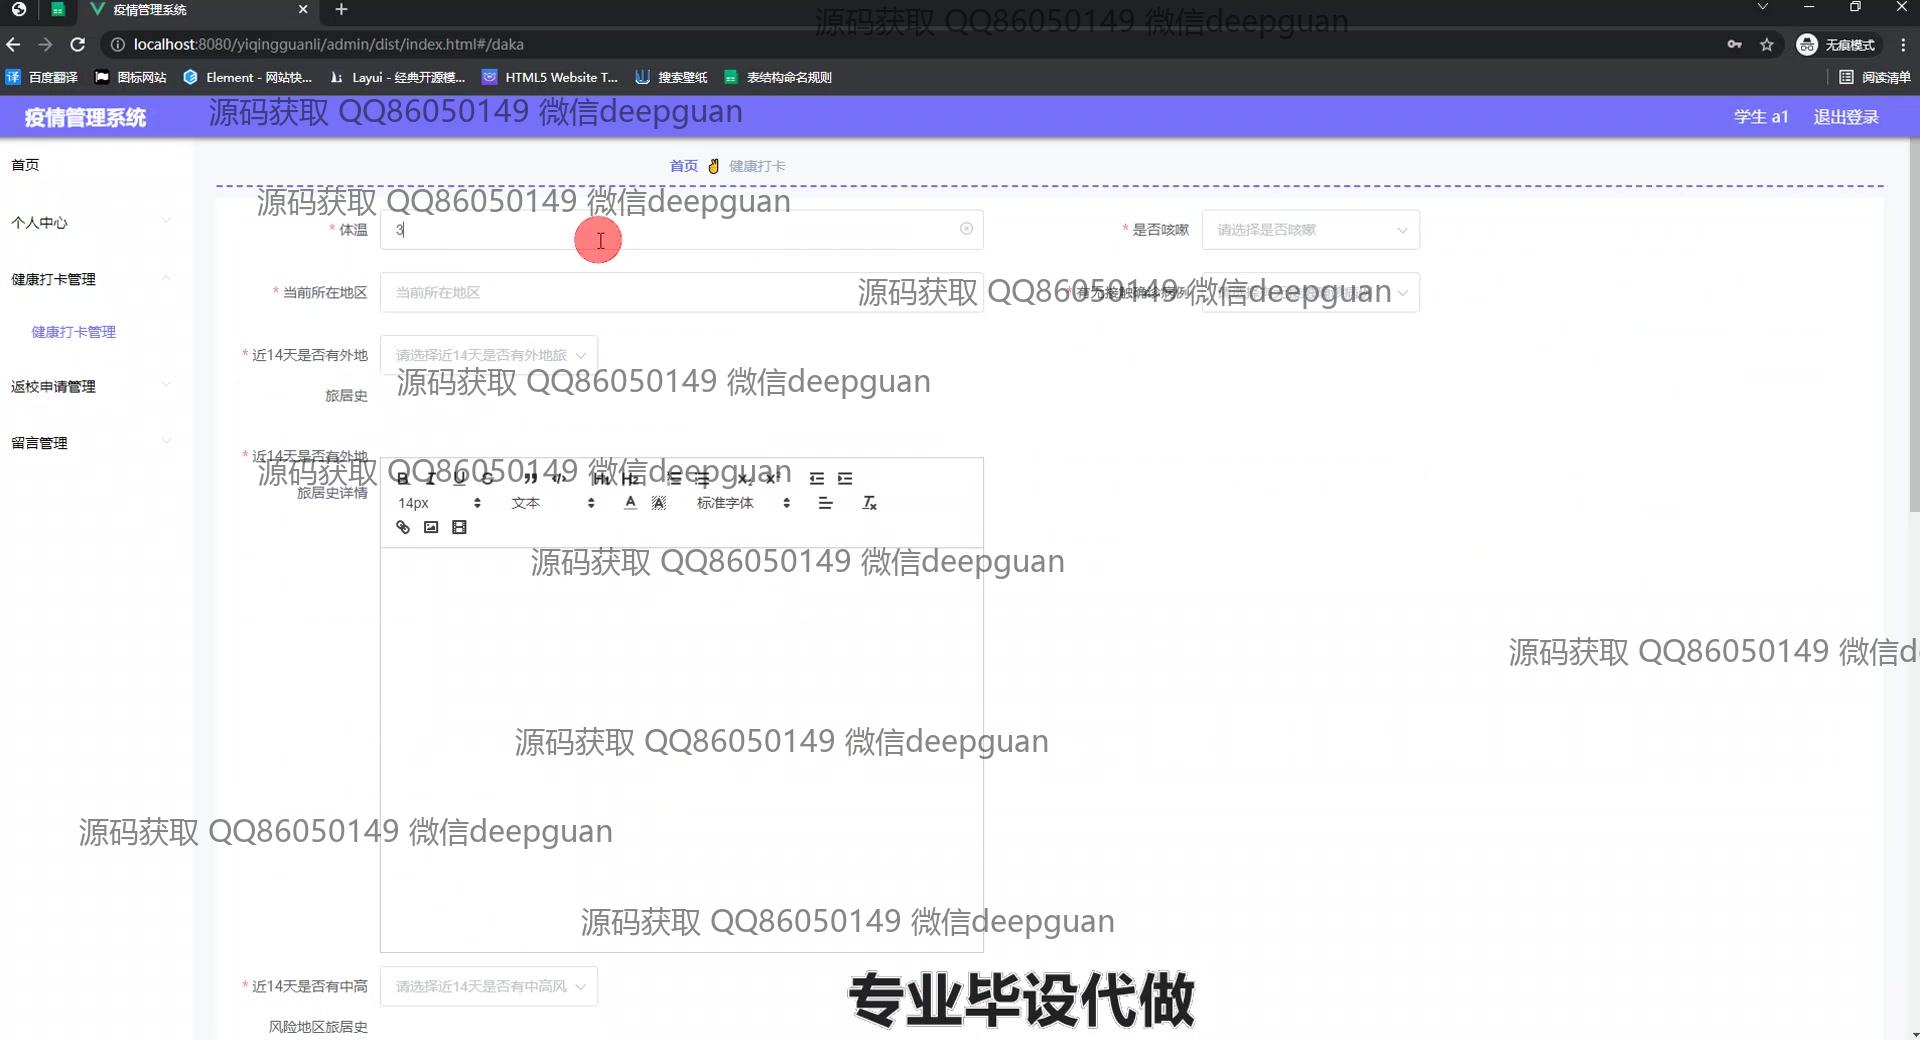 疫情管理系统
源码获取 QQ86050149 微信deepguan
localhost:8080/yiqingguanli/admin/dist/index.html#/daka
无痕模式
译 百度翻译 图标网站 Element - 网站快... Layui - 经典开源模... HTML5 Website T... 搜索壁纸 表结构命名规则 阅读清单
疫情管理系统
源码获取 QQ86050149 微信deepguan
学生 a1 退出登录
首页
首页 健康打卡
源码获取 QQ86050149 微信deepguan
个人中心
* 体温 3
* 是否咳嗽 请选择是否咳嗽
健康打卡管理
* 当前所在地区 当前所在地区
* 有无接触确诊病例
源码获取 QQ86050149 微信deepguan
健康打卡管理
* 近14天是否有外地旅居史 请选择近14天是否有外地旅
返校申请管理
源码获取 QQ86050149 微信deepguan
留言管理
* 近14天是否有外地
旅居史详情
源码获取 QQ86050149 微信deepguan
B I U S H1 H2 x2 x2
14px 文本 A A 标准字体 Tx
源码获取 QQ86050149 微信deepguan
源码获取 QQ86050149 微信d
源码获取 QQ86050149 微信deepguan
源码获取 QQ86050149 微信deepguan
源码获取 QQ86050149 微信deepguan
* 近14天是否有中高
风险地区旅居史
请选择近14天是否有中高风
专业毕设代做